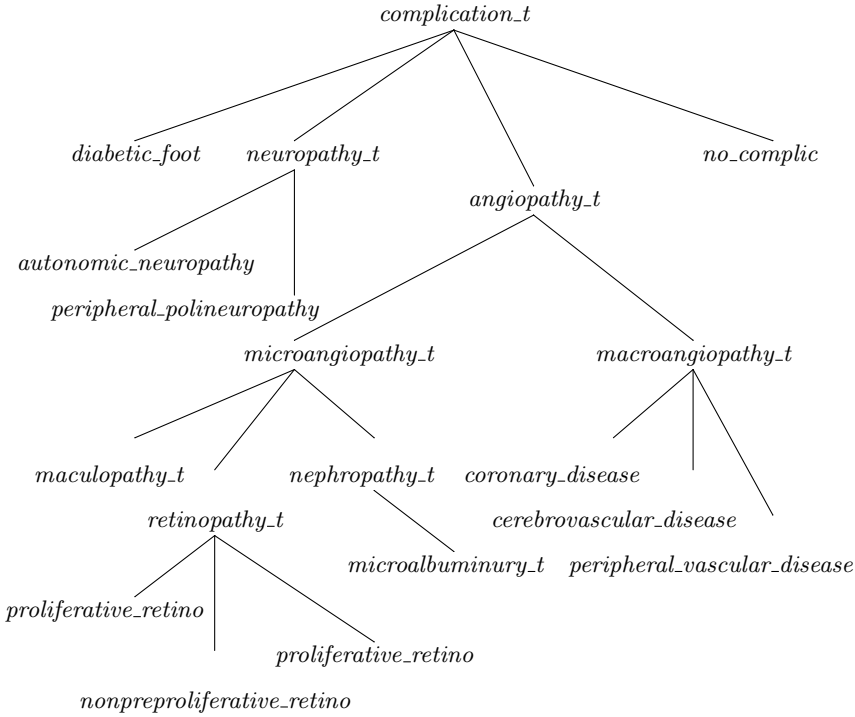 complication_t
diabetic_foot neuropathy_t no_complic
angiopathy_t
autonomic_neuropathy
peripheral_polineuropathy
microangiopathy_t macroangiopathy_t
maculopathy_t nephropathy_t coronary_disease
retinopathy_t cerebrovascular_disease
microalbuminury_t peripheral_vascular_disease
proliferative_retino
proliferative_retino
nonpreproliferative_retino